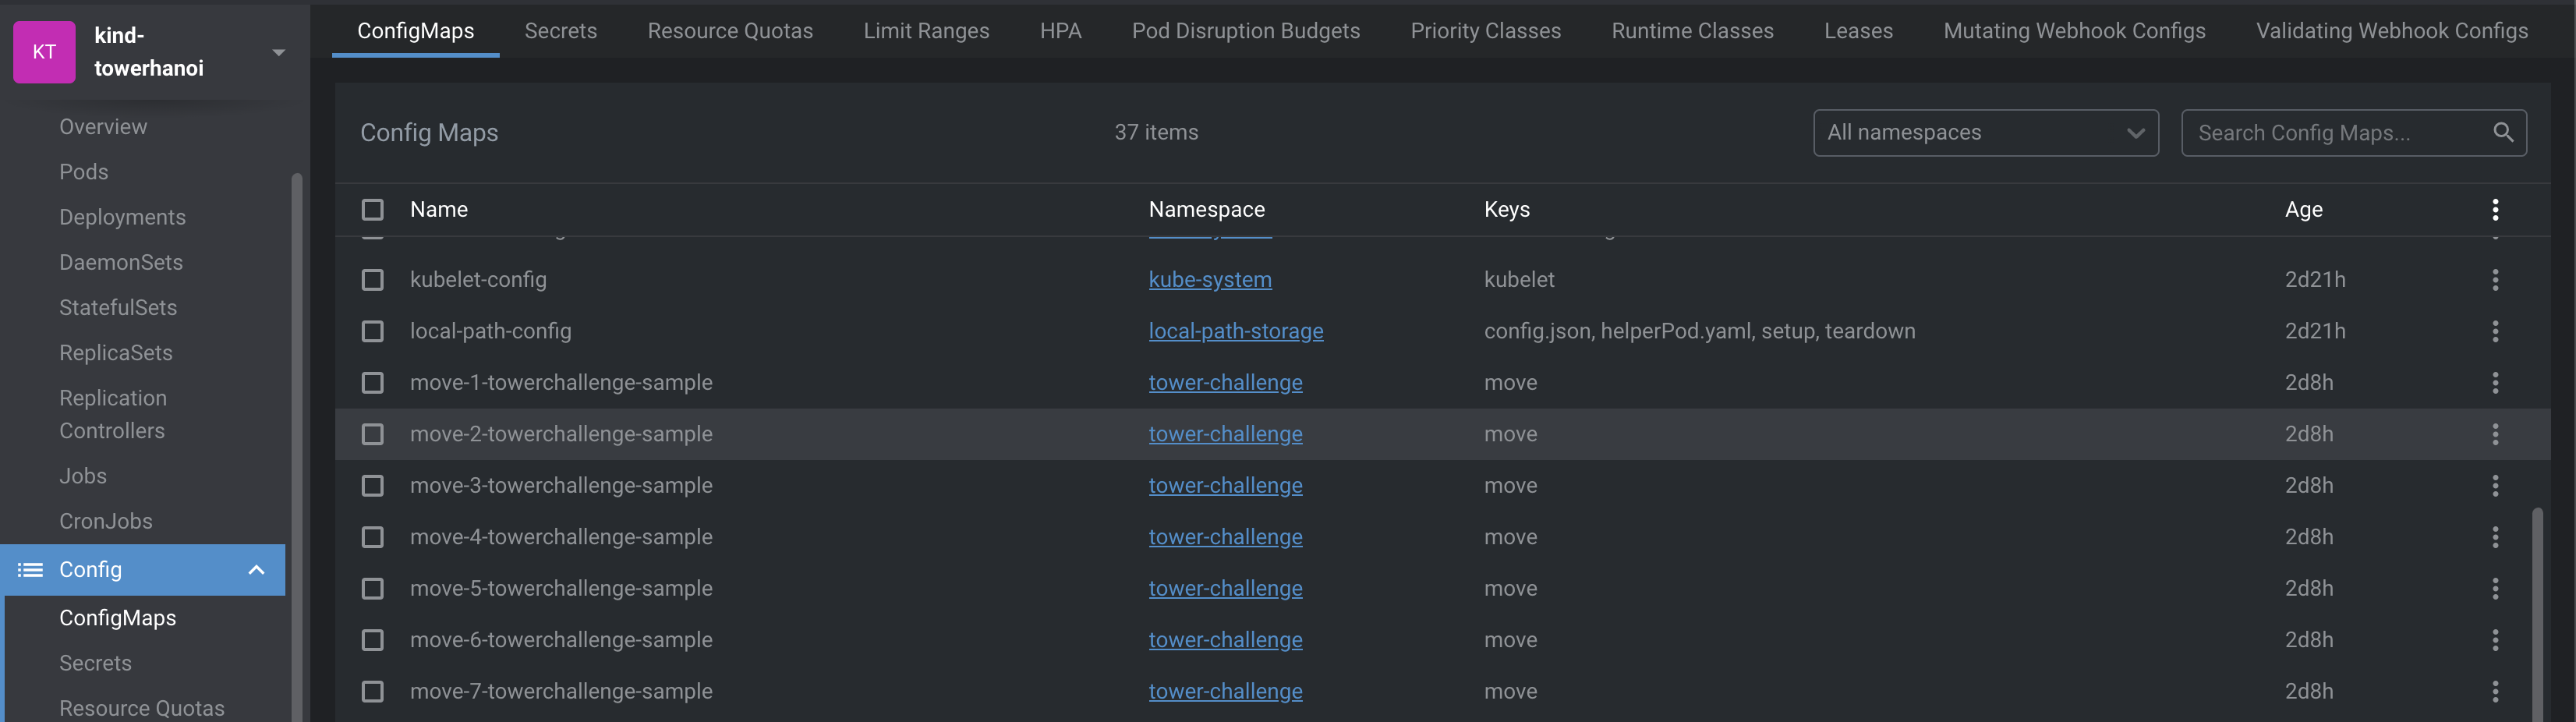 KT
kind-
towerhanoi
Overview
Pods
Deployments
DaemonSets
StatefulSets
ReplicaSets
Replication
Controllers
Jobs
CronJobs
Config
ConfigMaps
Secrets
Resource Quotas
ConfigMaps Secrets Resource Quotas Limit Ranges HPA Pod Disruption Budgets Priority Classes Runtime Classes Leases Mutating Webhook Configs Validating Webhook Configs
Config Maps 37 items All namespaces Search Config Maps...
Name Namespace Keys Age
kubelet-config kube-system kubelet 2d21h
local-path-config local-path-storage config.json, helperPod.yaml, setup, teardown 2d21h
move-1-towerchallenge-sample tower-challenge move 2d8h
move-2-towerchallenge-sample tower-challenge move 2d8h
move-3-towerchallenge-sample tower-challenge move 2d8h
move-4-towerchallenge-sample tower-challenge move 2d8h
move-5-towerchallenge-sample tower-challenge move 2d8h
move-6-towerchallenge-sample tower-challenge move 2d8h
move-7-towerchallenge-sample tower-challenge move 2d8h